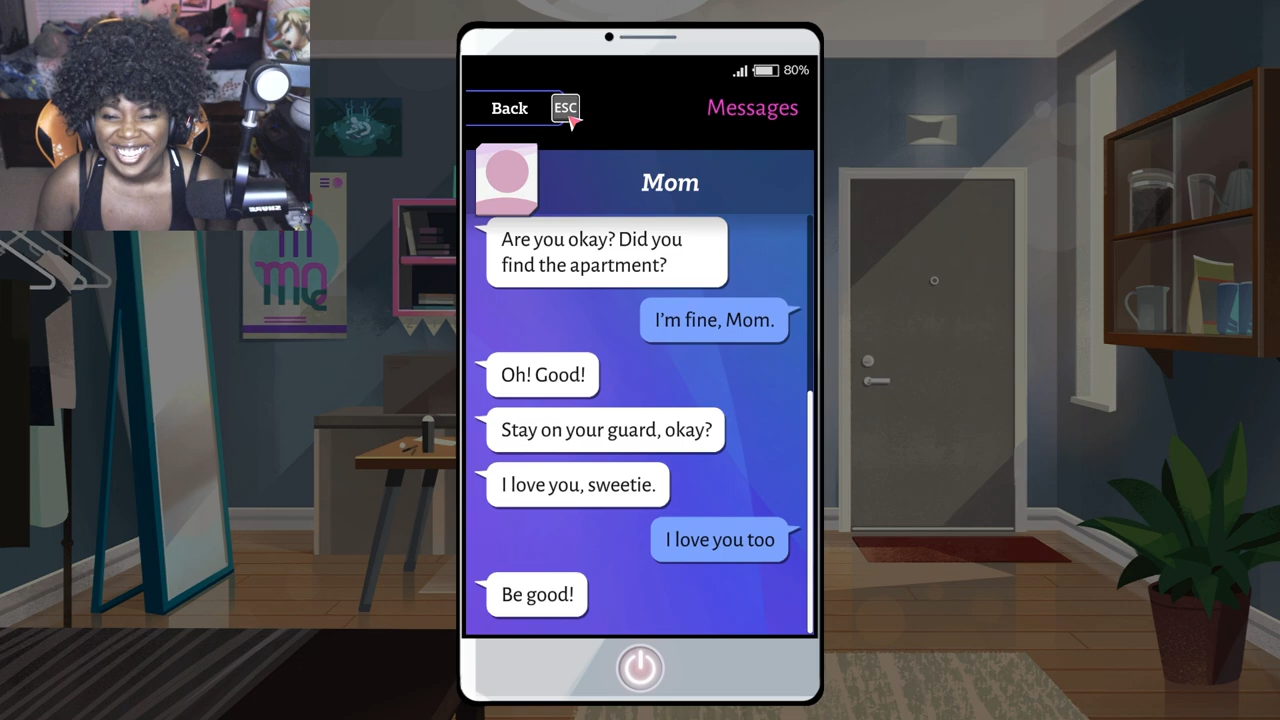 80%
Back
ESC
Messages
Mom
Are you okay? Did you
find the apartment?
I'm fine, Mom.
Oh! Good!
Stay on your guard, okay?
I love you, sweetie.
I love you too
Be good!